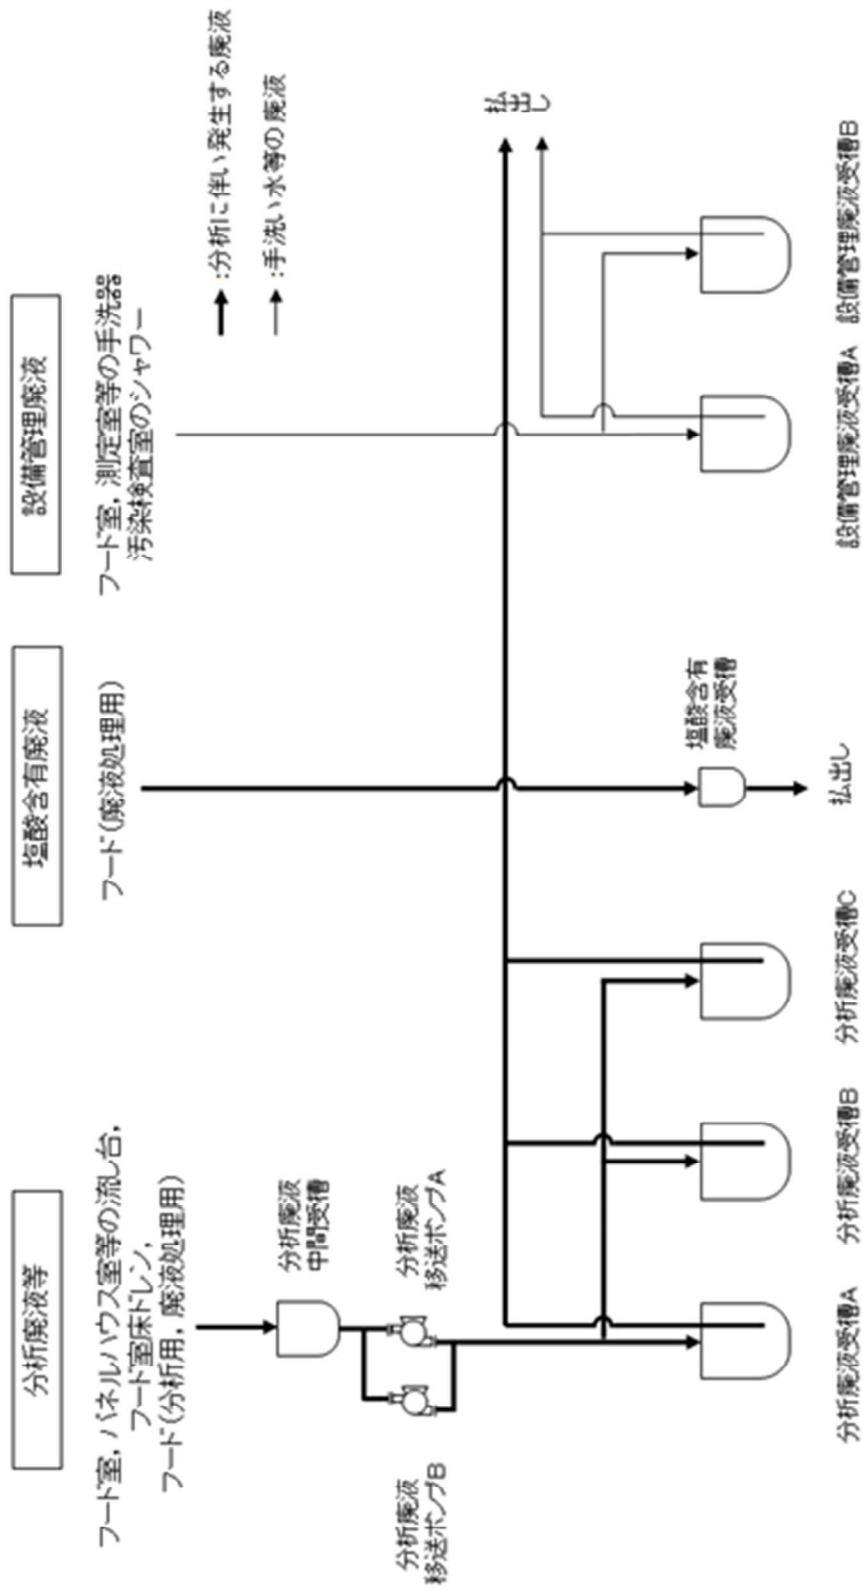 分析廃液等
フード室，パネルハウス室等の流し台，
フード室床ドレン，
フード（分析用，廃液処理用）
分析廃液
中間受槽
分析廃液
移送ポンプB
分析廃液
移送ポンプA
分析廃液受槽A
分析廃液受槽B
分析廃液受槽C
塩酸含有廃液
フード（廃液処理用）
塩酸含有
廃液受槽
払出し
設備管理廃液
フード室，測定室等の手洗器
汚染検査室のシャワー
:分析に伴い発生する廃液
:手洗い水等の廃液
払出し
設備管理廃液受槽A
設備管理廃液受槽B